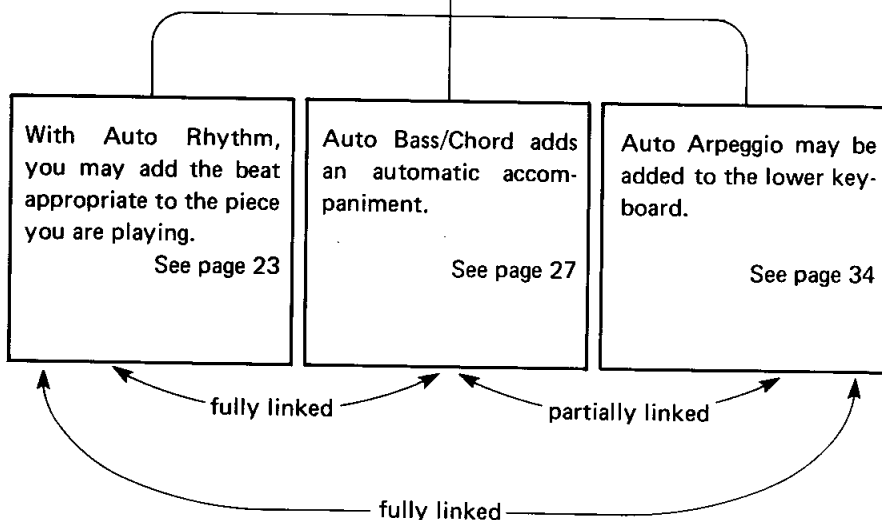 With Auto Rhythm,
you may add the beat
appropriate to the piece
you are playing.
See page 23
Auto Bass/Chord adds
an automatic accom-
paniment.
See page 27
Auto Arpeggio may be
added to the lower key-
board.
See page 34
fully linked
partially linked
fully linked